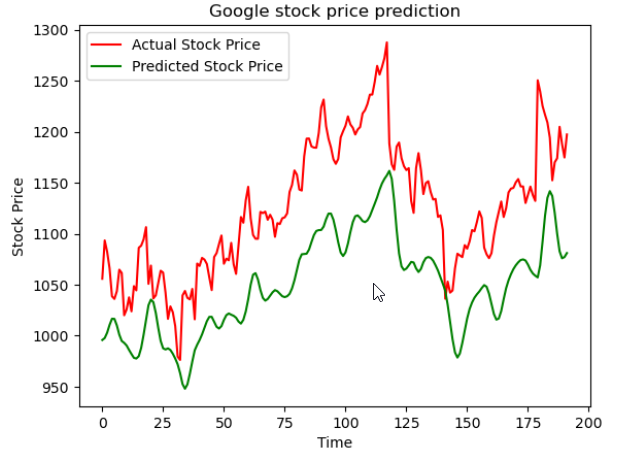 Google stock price prediction
Actual Stock Price
Predicted Stock Price
1300
1250
1200
1150
1100
1050
1000
950
Stock Price
0 25 50 75 100 125 150 175 200
Time